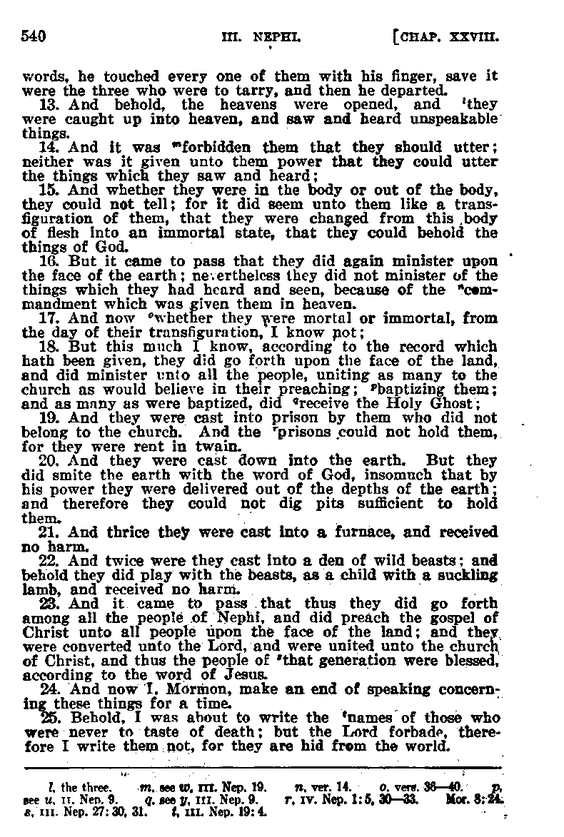 540 III. NEPHI. [CHAP. XXVIII.
words, he touched every one of them with his finger, save it
were the three who were to tarry, and then he departed.
13. And behold, the heavens were opened, and ˡthey
were caught up into heaven, and saw and heard unspeakable
things.
14. And it was ᵐforbidden them that they should utter;
neither was it given unto them power that they could utter
the things which they saw and heard;
15. And whether they were in the body or out of the body,
they could not tell; for it did seem unto them like a trans-
figuration of them, that they were changed from this body
of flesh into an immortal state, that they could behold the
things of God.
16. But it came to pass that they did again minister upon
the face of the earth; nevertheless they did not minister of the
things which they had heard and seen, because of the ⁿcom-
mandment which was given them in heaven.
17. And now ᵒwhether they were mortal or immortal, from
the day of their transfiguration, I know not;
18. But this much I know, according to the record which
hath been given, they did go forth upon the face of the land,
and did minister unto all the people, uniting as many to the
church as would believe in their preaching; ᵖbaptizing them;
and as many as were baptized, did ᑫreceive the Holy Ghost;
19. And they were cast into prison by them who did not
belong to the church. And the ʳprisons could not hold them,
for they were rent in twain.
20. And they were cast down into the earth. But they
did smite the earth with the word of God, insomuch that by
his power they were delivered out of the depths of the earth;
and therefore they could not dig pits sufficient to hold
them.
21. And thrice they were cast into a furnace, and received
no harm.
22. And twice were they cast into a den of wild beasts; and
behold they did play with the beasts, as a child with a suckling
lamb, and received no harm.
23. And it came to pass that thus they did go forth
among all the people of Nephi, and did preach the gospel of
Christ unto all people upon the face of the land; and they
were converted unto the Lord, and were united unto the church
of Christ, and thus the people of ˢthat generation were blessed,
according to the word of Jesus.
24. And now I, Mormon, make an end of speaking concern-
ing these things for a time.
25. Behold, I was about to write the ᵗnames of those who
were never to taste of death; but the Lord forbade, there-
fore I write them not, for they are hid from the world.
l, the three. m, see w, III. Nep. 19. n, ver. 14. o, vers. 36—40. p,
see u, II. Nep. 9. q, see y, III. Nep. 9. r, IV. Nep. 1:5, 30—33. Mor. 8:24.
s, III. Nep. 27:30, 31. t, III. Nep. 19:4.